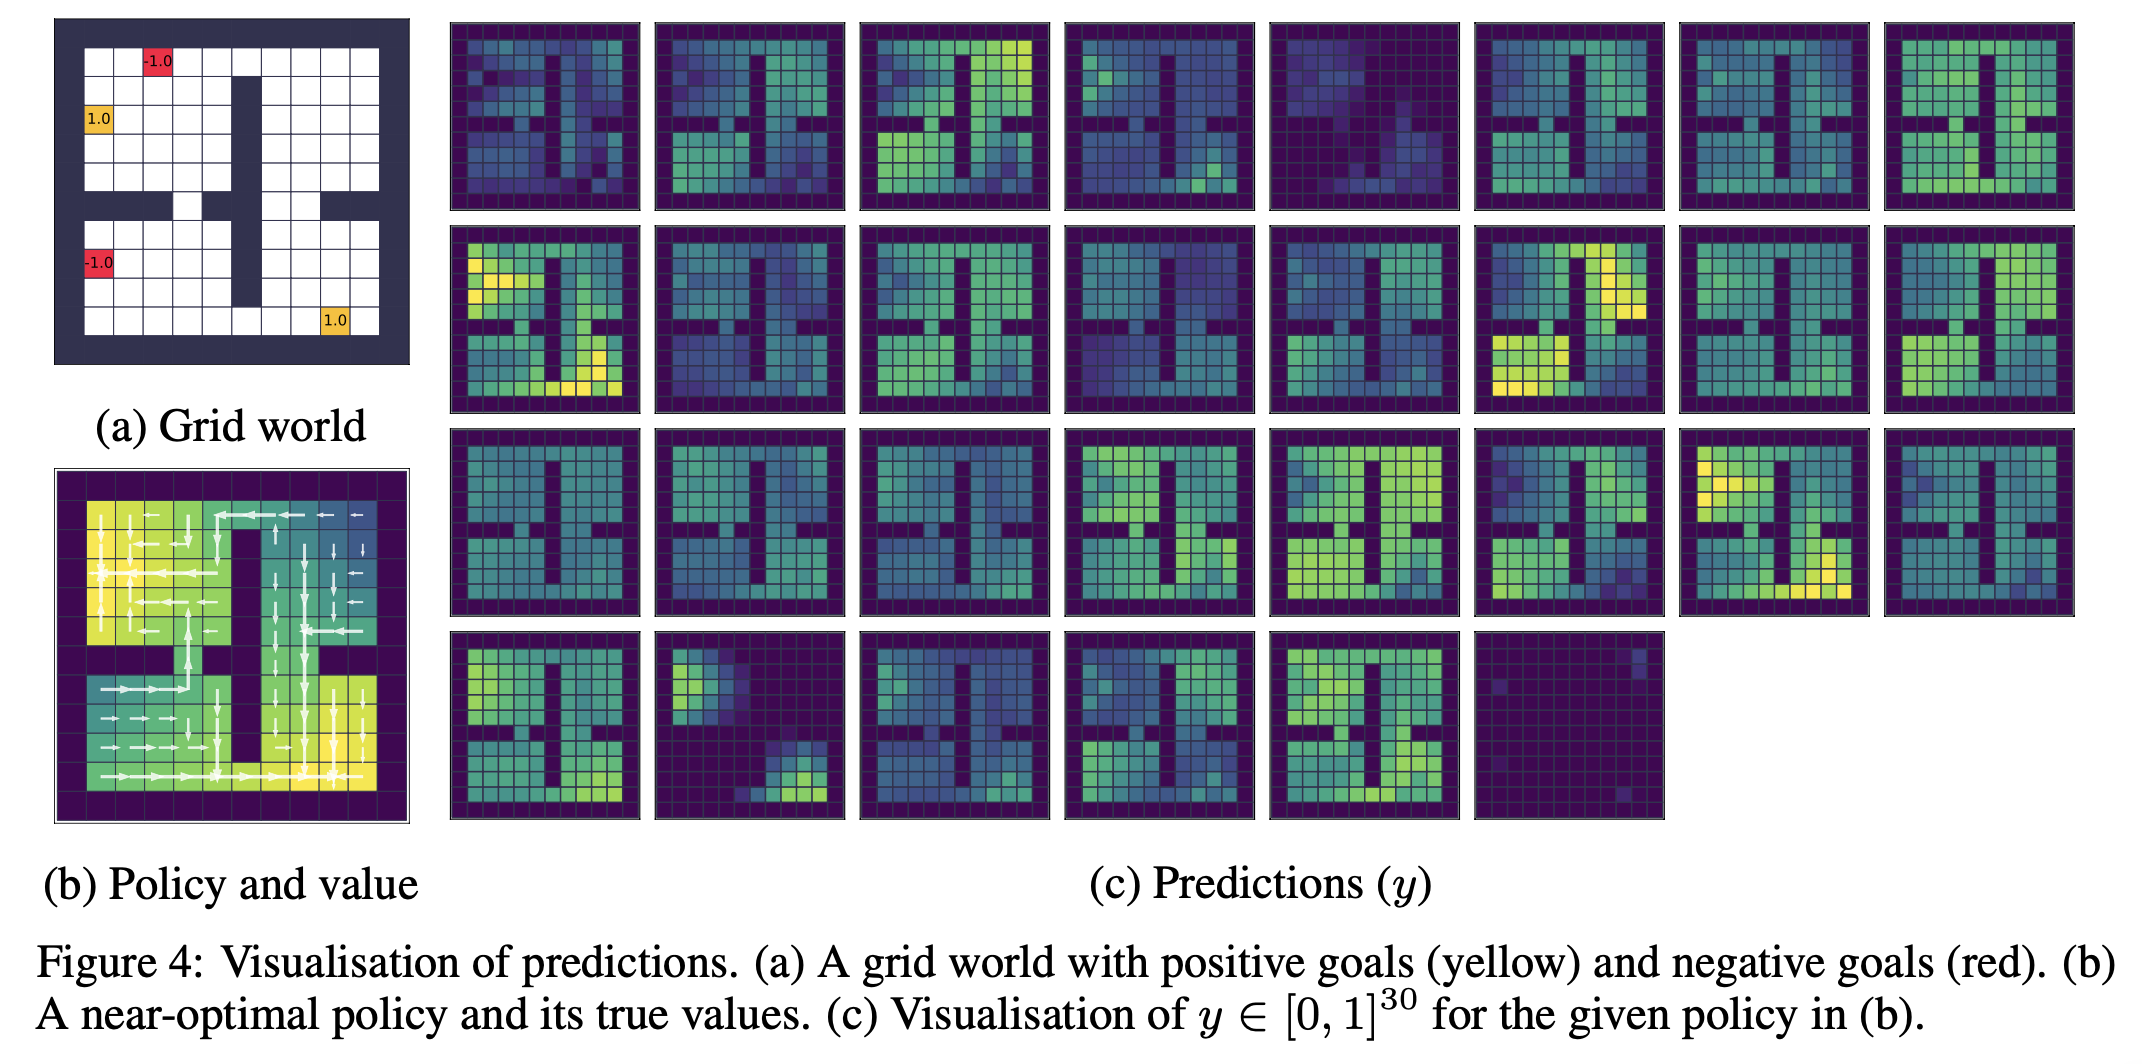 -1.0
1.0
-1.0
1.0
(a) Grid world
(b) Policy and value
(c) Predictions (y)
Figure 4: Visualisation of predictions. (a) A grid world with positive goals (yellow) and negative goals (red). (b)
A near-optimal policy and its true values. (c) Visualisation of y ∈ [0, 1]³⁰ for the given policy in (b).